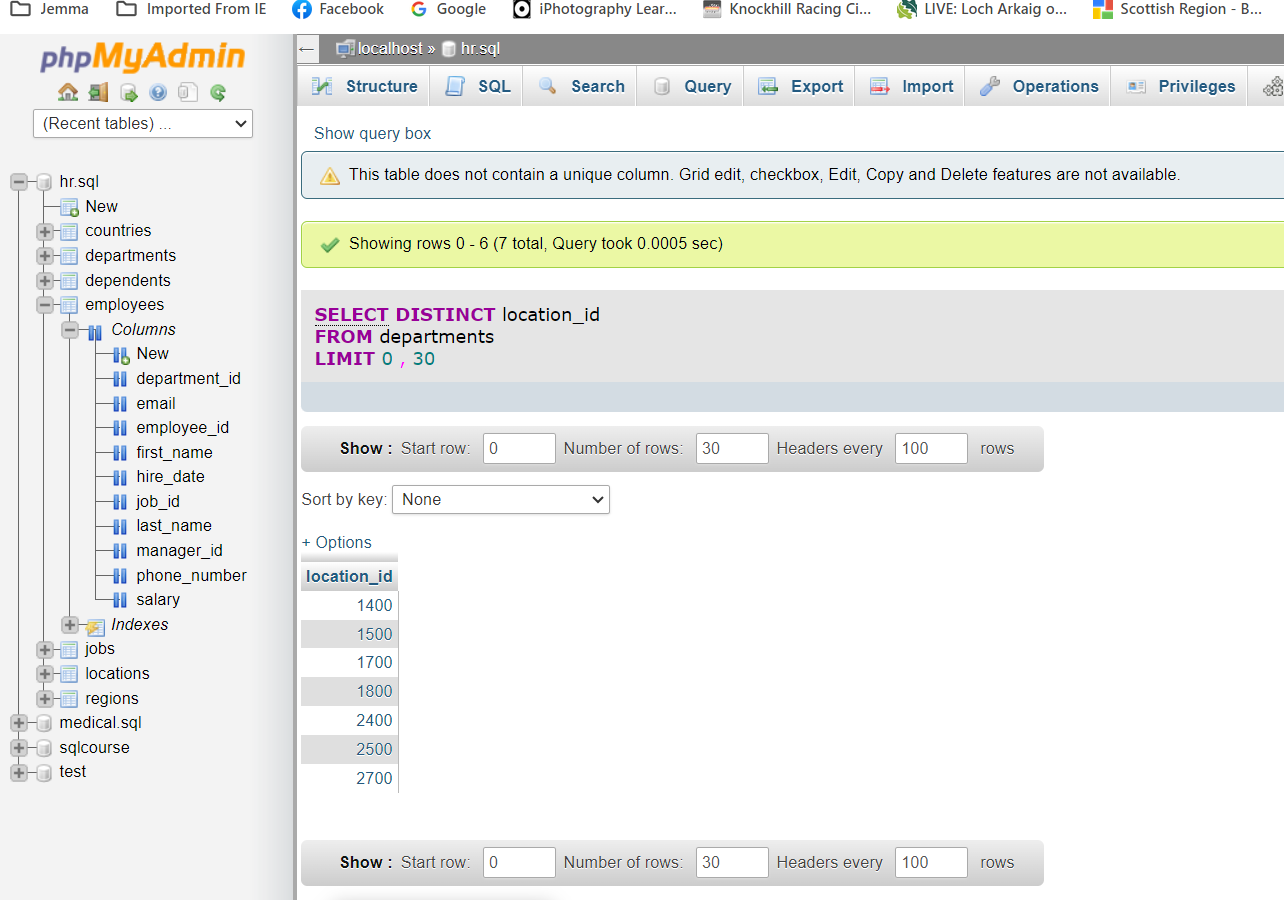 Jemma Imported From IE Facebook Google iPhotography Lear... Knockhill Racing Ci... LIVE: Loch Arkaig o... Scottish Region - B...
phpMyAdmin
(Recent tables) ...
hr.sql
New
countries
departments
dependents
employees
Columns
New
department_id
email
employee_id
first_name
hire_date
job_id
last_name
manager_id
phone_number
salary
Indexes
jobs
locations
regions
medical.sql
sqlcourse
test
← localhost » hr.sql
Structure SQL Search Query Export Import Operations Privileges
Show query box
This table does not contain a unique column. Grid edit, checkbox, Edit, Copy and Delete features are not available.
Showing rows 0 - 6 (7 total, Query took 0.0005 sec)
SELECT DISTINCT location_id
FROM departments
LIMIT 0 , 30
Show : Start row: 0 Number of rows: 30 Headers every 100 rows
Sort by key: None
+ Options
location_id
1400
1500
1700
1800
2400
2500
2700
Show : Start row: 0 Number of rows: 30 Headers every 100 rows